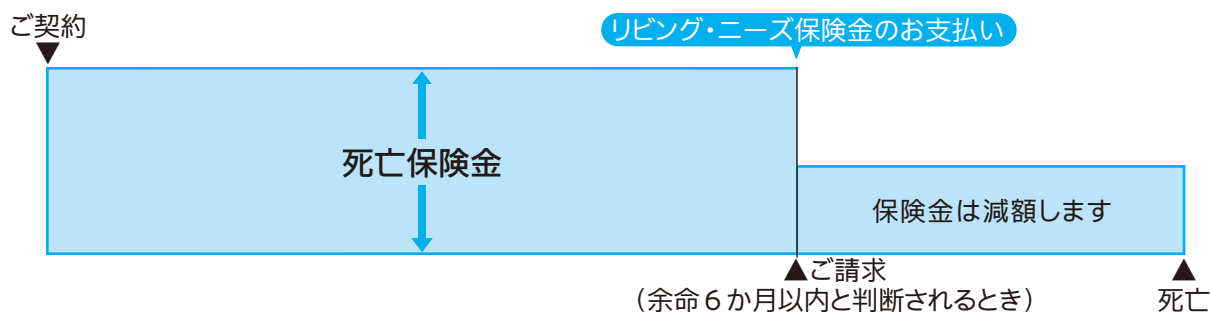 ご契約
▼
リビング・ニーズ保険金のお支払い
死亡保険金
保険金は減額します
▲ご請求
（余命６か月以内と判断されるとき）
▲
死亡